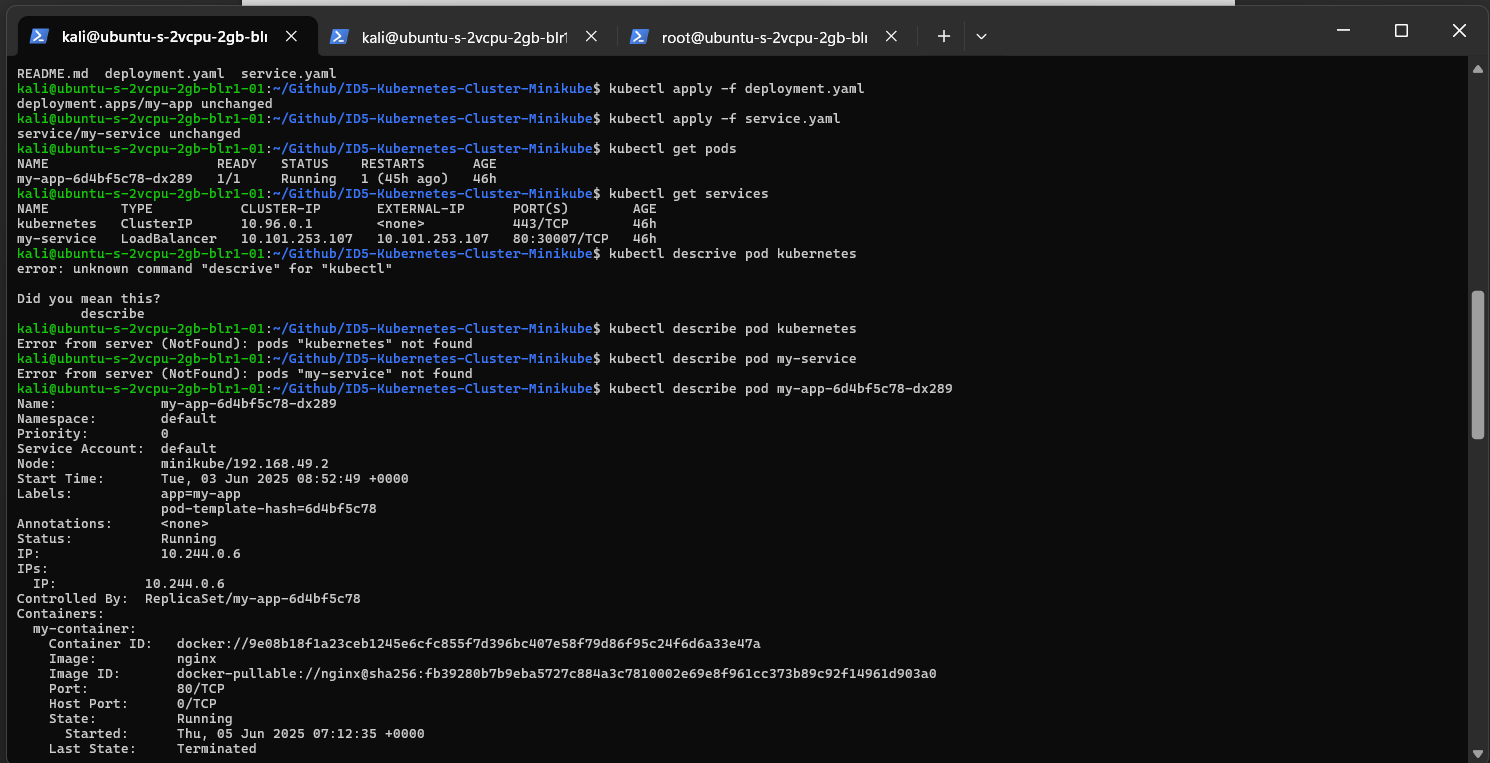 kali@ubuntu-s-2vcpu-2gb-blr
kali@ubuntu-s-2vcpu-2gb-blr1
root@ubuntu-s-2vcpu-2gb-blr
README.md  deployment.yaml  service.yaml
kali@ubuntu-s-2vcpu-2gb-blr1-01:~/Github/ID5-Kubernetes-Cluster-Minikube$ kubectl apply -f deployment.yaml
deployment.apps/my-app unchanged
kali@ubuntu-s-2vcpu-2gb-blr1-01:~/Github/ID5-Kubernetes-Cluster-Minikube$ kubectl apply -f service.yaml
service/my-service unchanged
kali@ubuntu-s-2vcpu-2gb-blr1-01:~/Github/ID5-Kubernetes-Cluster-Minikube$ kubectl get pods
NAME                     READY   STATUS    RESTARTS      AGE
my-app-6d4bf5c78-dx289   1/1     Running   1 (45h ago)   46h
kali@ubuntu-s-2vcpu-2gb-blr1-01:~/Github/ID5-Kubernetes-Cluster-Minikube$ kubectl get services
NAME         TYPE           CLUSTER-IP       EXTERNAL-IP      PORT(S)        AGE
kubernetes   ClusterIP      10.96.0.1        <none>           443/TCP        46h
my-service   LoadBalancer   10.101.253.107   10.101.253.107   80:30007/TCP   46h
kali@ubuntu-s-2vcpu-2gb-blr1-01:~/Github/ID5-Kubernetes-Cluster-Minikube$ kubectl descrive pod kubernetes
error: unknown command "descrive" for "kubectl"
Did you mean this?
        describe
kali@ubuntu-s-2vcpu-2gb-blr1-01:~/Github/ID5-Kubernetes-Cluster-Minikube$ kubectl describe pod kubernetes
Error from server (NotFound): pods "kubernetes" not found
kali@ubuntu-s-2vcpu-2gb-blr1-01:~/Github/ID5-Kubernetes-Cluster-Minikube$ kubectl describe pod my-service
Error from server (NotFound): pods "my-service" not found
kali@ubuntu-s-2vcpu-2gb-blr1-01:~/Github/ID5-Kubernetes-Cluster-Minikube$ kubectl describe pod my-app-6d4bf5c78-dx289
Name:             my-app-6d4bf5c78-dx289
Namespace:        default
Priority:         0
Service Account:  default
Node:             minikube/192.168.49.2
Start Time:       Tue, 03 Jun 2025 08:52:49 +0000
Labels:           app=my-app
                  pod-template-hash=6d4bf5c78
Annotations:      <none>
Status:           Running
IP:               10.244.0.6
IPs:
  IP:           10.244.0.6
Controlled By:  ReplicaSet/my-app-6d4bf5c78
Containers:
  my-container:
    Container ID:   docker://9e08b18f1a23ceb1245e6cfc855f7d396bc407e58f79d86f95c24f6d6a33e47a
    Image:          nginx
    Image ID:       docker-pullable://nginx@sha256:fb39280b7b9eba5727c884a3c7810002e69e8f961cc373b89c92f14961d903a0
    Port:           80/TCP
    Host Port:      0/TCP
    State:          Running
      Started:      Thu, 05 Jun 2025 07:12:35 +0000
    Last State:     Terminated